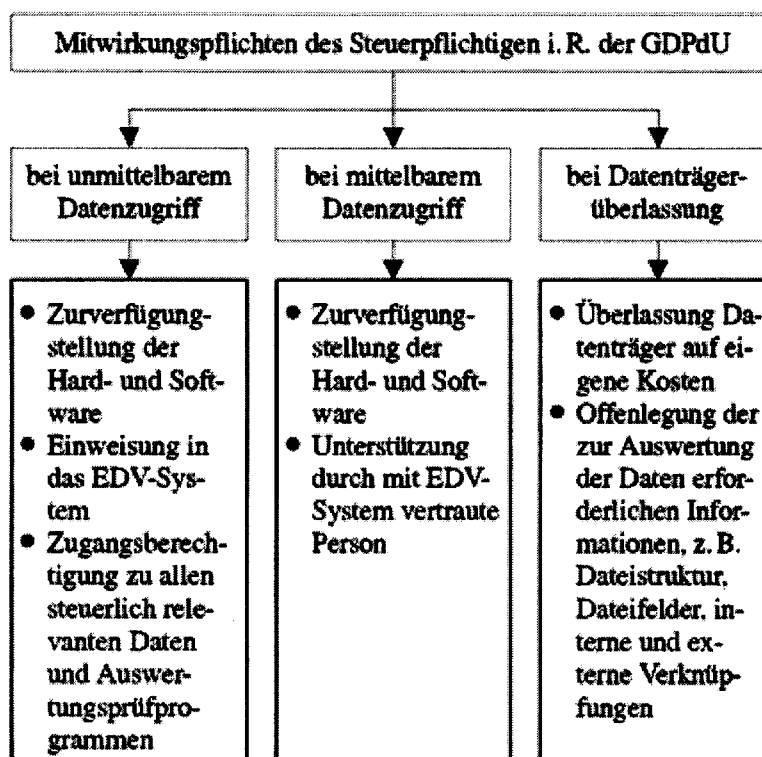 Mitwirkungspflichten des Steuerpflichtigen i. R. der GDPdU
bei unmittelbarem
Datenzugriff
bei mittelbarem
Datenzugriff
bei Datenträger-
überlassung
● Zurverfügung-
stellung der
Hard- und Soft-
ware
● Einweisung in
das EDV-Sys-
tem
● Zugangsberech-
tigung zu allen
steuerlich rele-
vanten Daten
und Auswer-
tungsprüfpro-
grammen
● Zurverfügung-
stellung der
Hard- und Soft-
ware
● Unterstützung
durch mit EDV-
System vertraute
Person
● Überlassung Da-
tenträger auf ei-
gene Kosten
● Offenlegung der
zur Auswertung
der Daten erfor-
derlichen Infor-
mationen, z. B.
Dateistruktur,
Dateifelder, in-
terne und ex-
terne Verknüp-
fungen